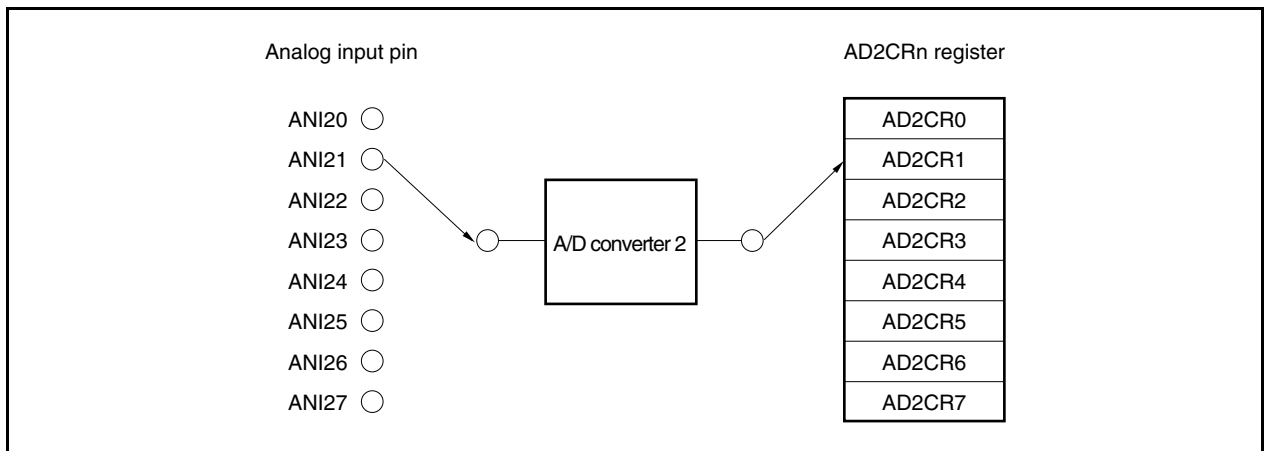 Analog input pin
AD2CRn register
ANI20
ANI21
ANI22
ANI23
ANI24
ANI25
ANI26
ANI27
A/D converter 2
AD2CR0
AD2CR1
AD2CR2
AD2CR3
AD2CR4
AD2CR5
AD2CR6
AD2CR7